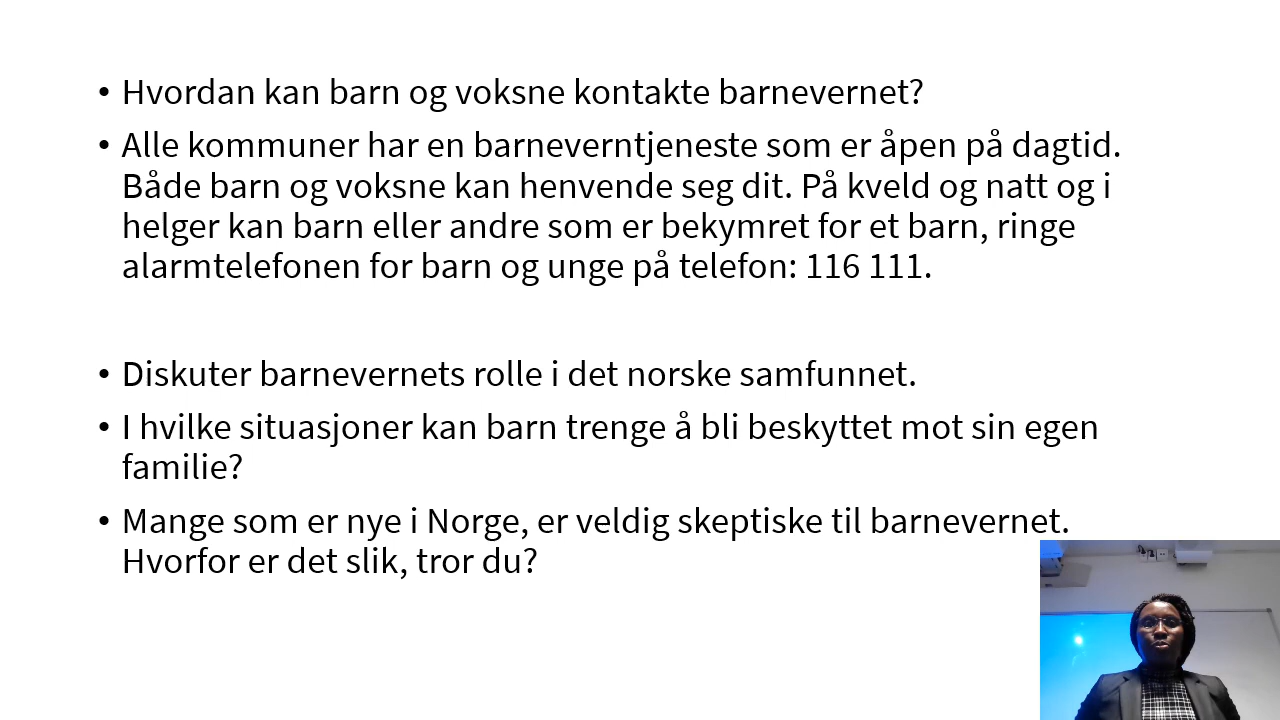 • Hvordan kan barn og voksne kontakte barnevernet?
• Alle kommuner har en barneverntjeneste som er åpen på dagtid.
Både barn og voksne kan henvende seg dit. På kveld og natt og i
helger kan barn eller andre som er bekymret for et barn, ringe
alarmtelefonen for barn og unge på telefon: 116 111.
• Diskuter barnevernets rolle i det norske samfunnet.
• I hvilke situasjoner kan barn trenge å bli beskyttet mot sin egen
familie?
• Mange som er nye i Norge, er veldig skeptiske til barnevernet.
Hvorfor er det slik, tror du?